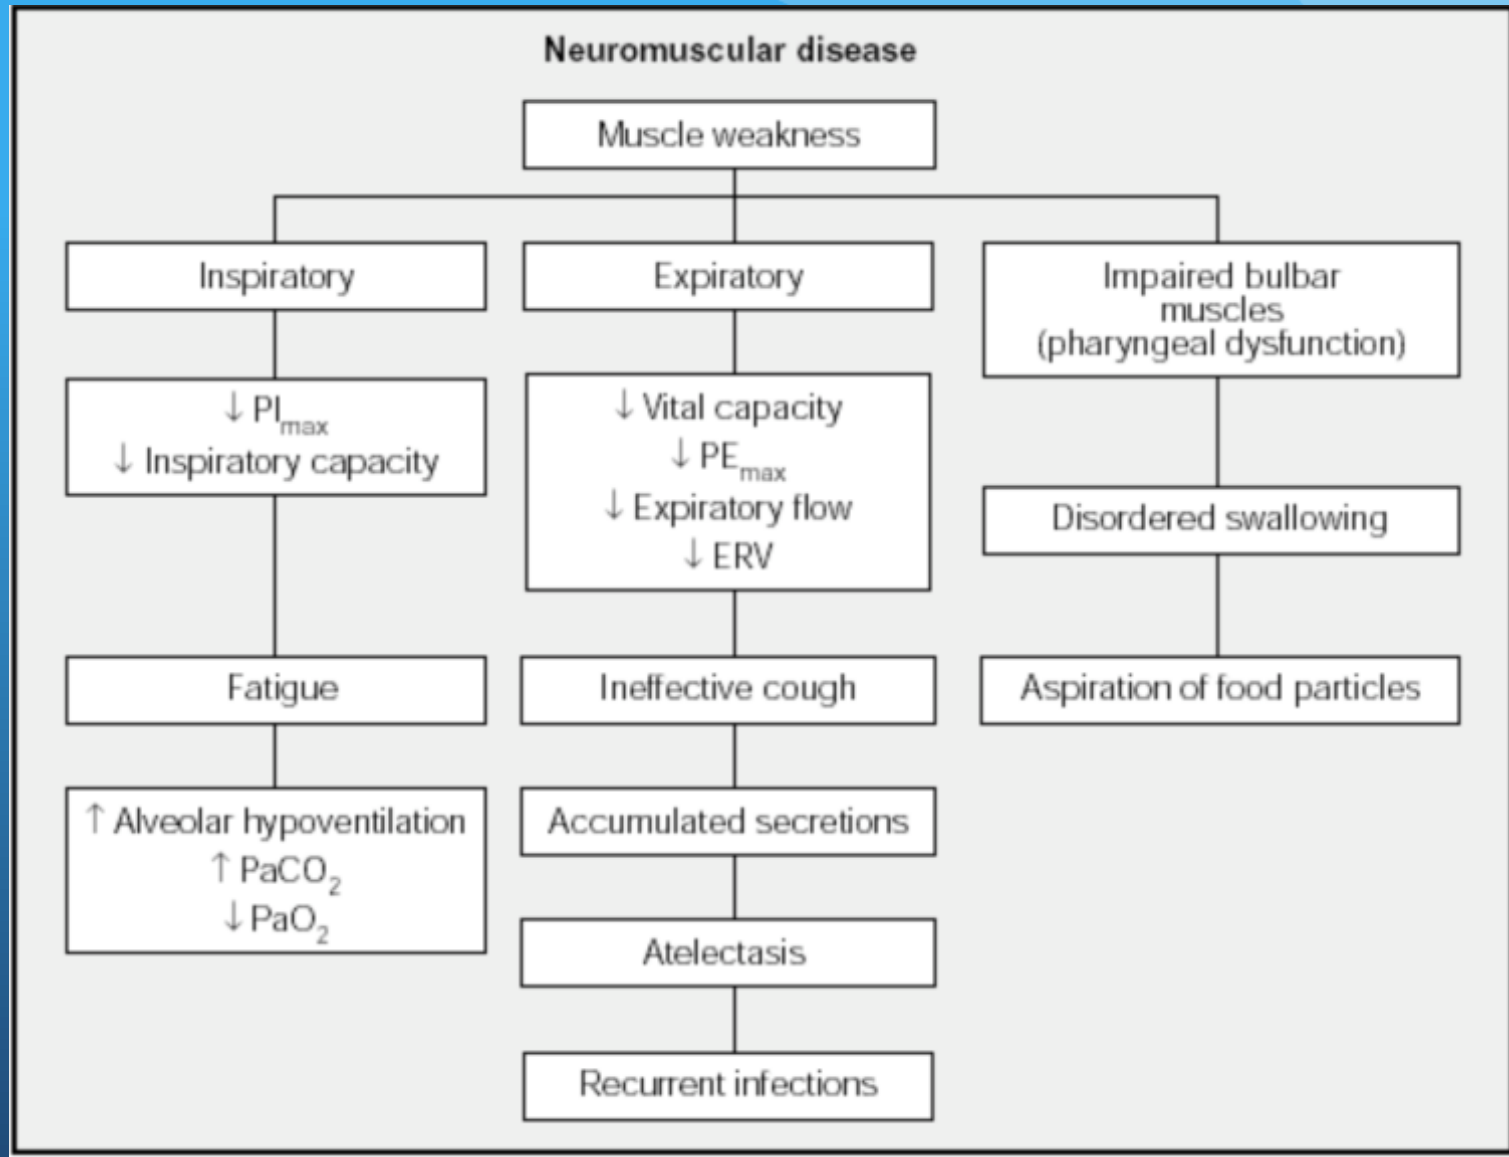 Neuromuscular disease
Muscle weakness
Inspiratory
Expiratory
Impaired bulbar
muscles
(pharyngeal dysfunction)
↓ PImax
↓ Inspiratory capacity
↓ Vital capacity
↓ PEmax
↓ Expiratory flow
↓ ERV
Disordered swallowing
Fatigue
Ineffective cough
Aspiration of food particles
↑ Alveolar hypoventilation
↑ PaCO₂
↓ PaO₂
Accumulated secretions
Atelectasis
Recurrent infections